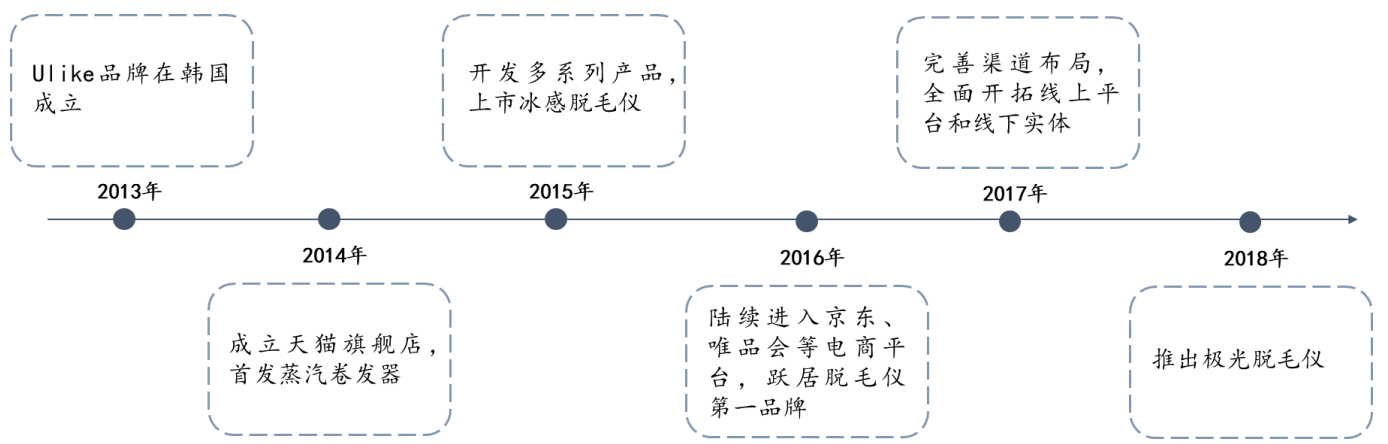 Ulike品牌在韩国
成立
2013年
2014年
成立天猫旗舰店，
首发蒸汽卷发器
开发多系列产品，
上市冰感脱毛仪
2015年
2016年
陆续进入京东、
唯品会等电商平
台，跃居脱毛仪
第一品牌
完善渠道布局，
全面开拓线上平
台和线下实体
2017年
2018年
推出极光脱毛仪